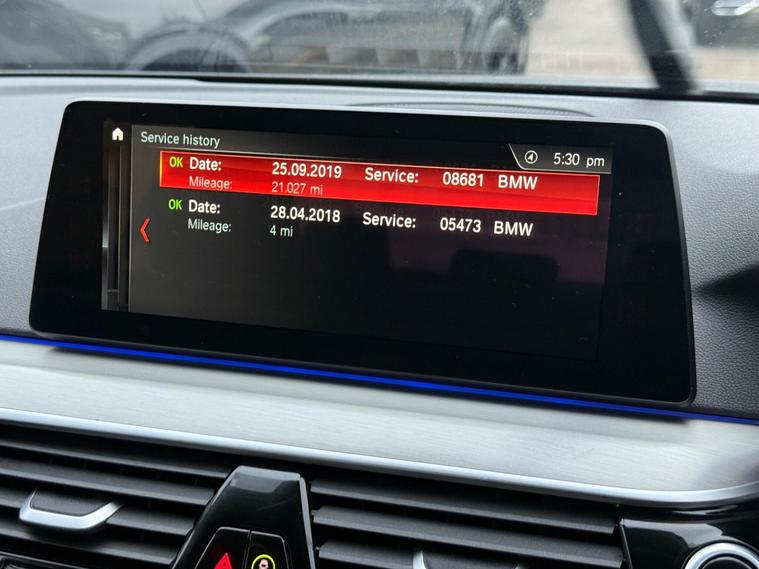 Service history
5:30 pm
OK Date: 25.09.2019 Service: 08681 BMW
Mileage: 21.027 mi
OK Date: 28.04.2018 Service: 05473 BMW
Mileage: 4 mi